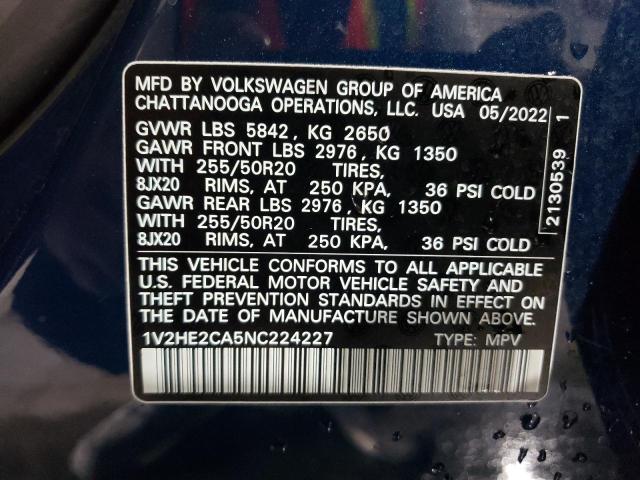 MFD BY VOLKSWAGEN GROUP OF AMERICA
CHATTANOOGA OPERATIONS, LLC. USA 05/2022
GVWR LBS 5842, KG 2650
GAWR FRONT LBS 2976, KG 1350
WITH 255/50R20 TIRES,
8JX20 RIMS, AT 250 KPA, 36 PSI COLD
GAWR REAR LBS 2976, KG 1350
WITH 255/50R20 TIRES,
8JX20 RIMS, AT 250 KPA, 36 PSI COLD
THIS VEHICLE CONFORMS TO ALL APPLICABLE
U.S. FEDERAL MOTOR VEHICLE SAFETY AND
THEFT PREVENTION STANDARDS IN EFFECT ON
THE DATE OF MANUFACTURE SHOWN ABOVE.
1V2HE2CA5NC224227 TYPE: MPV
2130539 1